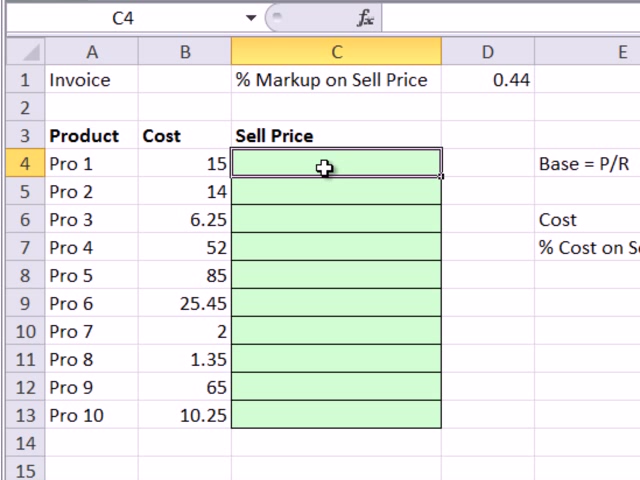 C4 fx
A B C D E
1 Invoice % Markup on Sell Price 0.44
2
3 Product Cost Sell Price
4 Pro 1 15 Base = P/R
5 Pro 2 14
6 Pro 3 6.25 Cost
7 Pro 4 52 % Cost on Se
8 Pro 5 85
9 Pro 6 25.45
10 Pro 7 2
11 Pro 8 1.35
12 Pro 9 65
13 Pro 10 10.25
14
15